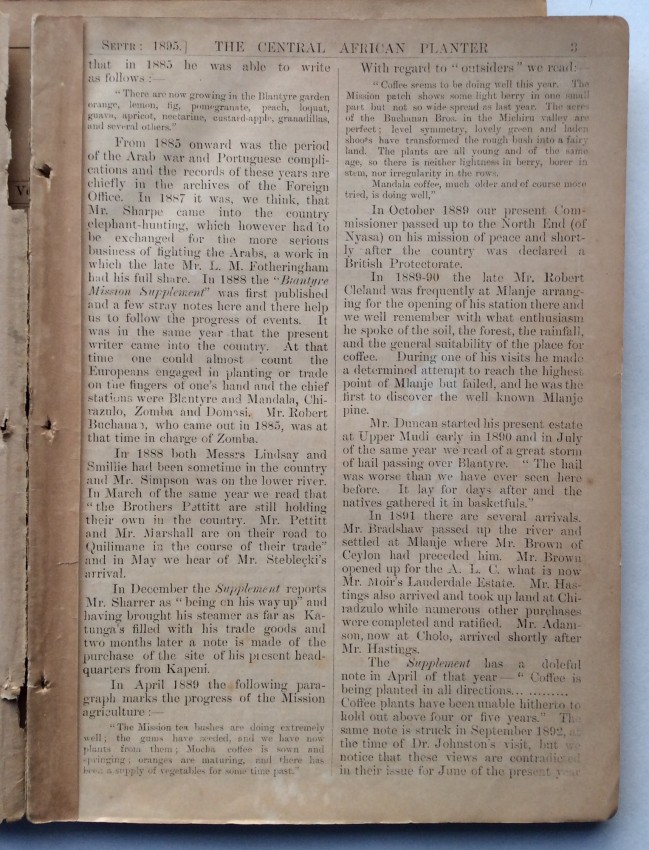 SEPTR: 1895.] THE CENTRAL AFRICAN PLANTER 3
that in 1885 he was able to write
as follows:—
"There are now growing in the Blantyre garden
orange, lemon, fig, pomegranate, peach, loquat,
guava, apricot, nectarine, custard-apple, granadillas,
and several others."
From 1885 onward was the period
of the Arab war and Portuguese compli-
cations and the records of these years are
chiefly in the archives of the Foreign
Office. In 1887 it was, we think, that
Mr. Sharpe came into the country
elephant-hunting, which however had to
be exchanged for the more serious
business of fighting the Arabs, a work in
which the late Mr. L. M. Fotheringham
had his full share. In 1888 the "Blantyre
Mission Supplement" was first published
and a few stray notes here and there help
us to follow the progress of events. It
was in the same year that the present
writer came into the country. At that
time one could almost count the
Europeans engaged in planting or trade
on the fingers of one's hand and the chief
stations were Blantyre and Mandala, Chi-
razulo, Zomba and Domasi. Mr. Robert
Buchanan, who came out in 1885, was at
that time in charge of Zomba.
In 1888 both Messrs Lindsay and
Smithie had been sometime in the country
and Mr. Simpson was on the lower river.
In March of the same year we read that
"the Brothers Pettitt are still holding
their own in the country. Mr. Pettitt
and Mr. Marshall are on their road to
Quilimane in the course of their trade"
and in May we hear of Mr. Steblecki's
arrival.
In December the Supplement reports
Mr. Sharrer as "being on his way up" and
having brought his steamer as far as Ka-
tunga's filled with his trade goods and
two months later a note is made of the
purchase of the site of his present head-
quarters from Kapeni.
In April 1889 the following para-
graph marks the progress of the Mission
agriculture:—
"The Mission tea bushes are doing extremely
well; the gums have seeded, and we have now
plants from them; Mocha coffee is sown and
springing; oranges are maturing, and there has
been a supply of vegetables for some time past."
With regard to "outsiders" we read:—
"Coffee seems to be doing well this year. The
Mission patch shows some light berry in one small
part but not so wide spread as last year. The acres
of the Buchanan Bros. in the Michiru valley are
perfect; level symmetry, lovely green and laden
shoots have transformed the rough bush into a fairy
land. The plants are all young and of the same
age, so there is neither lightness in berry, borer in
stem, nor irregularity in the rows.
Mandala coffee, much older and of course more
tried, is doing well,"
In October 1889 our present Com-
missioner passed up to the North End (of
Nyasa) on his mission of peace and short-
ly after the country was declared a
British Protectorate.
In 1889-90 the late Mr. Robert
Cleland was frequently at Mlanje arrang-
ing for the opening of his station there and
we well remember with what enthusiasm
he spoke of the soil, the forest, the rainfall,
and the general suitability of the place for
coffee. During one of his visits he made
a determined attempt to reach the highest
point of Mlanje but failed, and he was the
first to discover the well known Mlanje
pine.
Mr. Duncan started his present estate
at Upper Mudi early in 1890 and in July
of the same year we read of a great storm
of hail passing over Blantyre. "The hail
was worse than we have ever seen here
before. It lay for days after and the
natives gathered it in basketfuls."
In 1891 there are several arrivals.
Mr. Bradshaw passed up the river and
settled at Mlanje where Mr. Brown of
Ceylon had preceded him. Mr. Brown
opened up for the A. L. C. what is now
Mr. Moir's Lauderdale Estate. Mr. Has-
tings also arrived and took up land at Chi-
radzulo while numerous other purchases
were completed and ratified. Mr. Adam-
son, now at Cholo, arrived shortly after
Mr. Hastings.
The Supplement has a doleful
note in April of that year—"Coffee is
being planted in all directions............
Coffee plants have been unable hitherto to
hold out above four or five years." The
same note is struck in September 1892, at
the time of Dr. Johnston's visit, but we
notice that these views are contradicted
in their issue for June of the present year